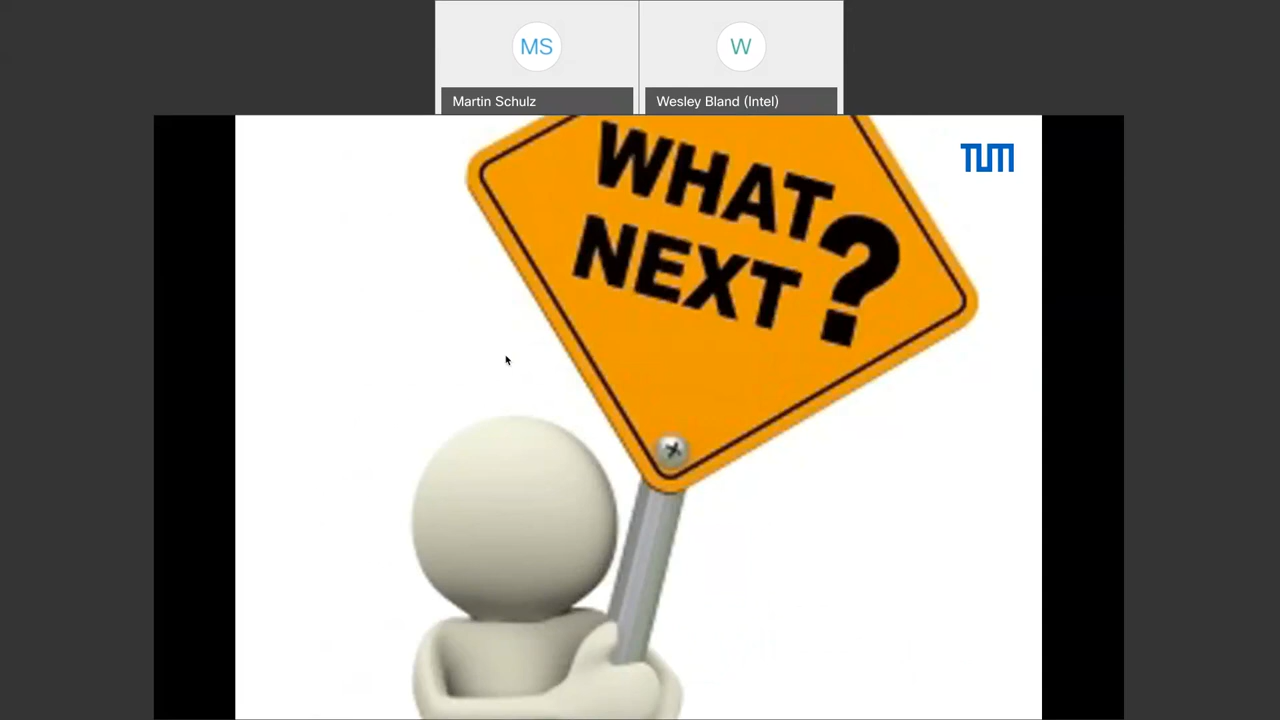 MS
W
Martin Schulz
Wesley Bland (Intel)
TUM
WHAT
NEXT?